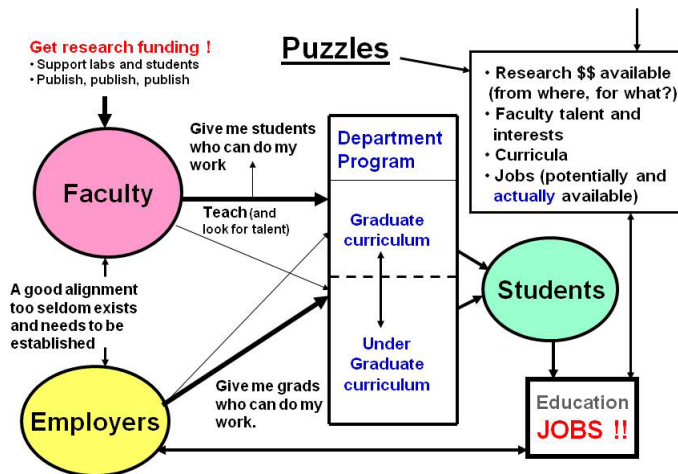 Get research funding !
• Support labs and students
• Publish, publish, publish
Puzzles
• Research $$ available
(from where, for what?)
• Faculty talent and
interests
• Curricula
• Jobs (potentially and
actually available)
Give me students
who can do my
work
Department
Program
Faculty
Teach (and
look for talent)
Graduate
curriculum
A good alignment
too seldom exists
and needs to be
established
Students
Under
Graduate
curriculum
Give me grads
who can do my
work.
Employers
Education
JOBS !!